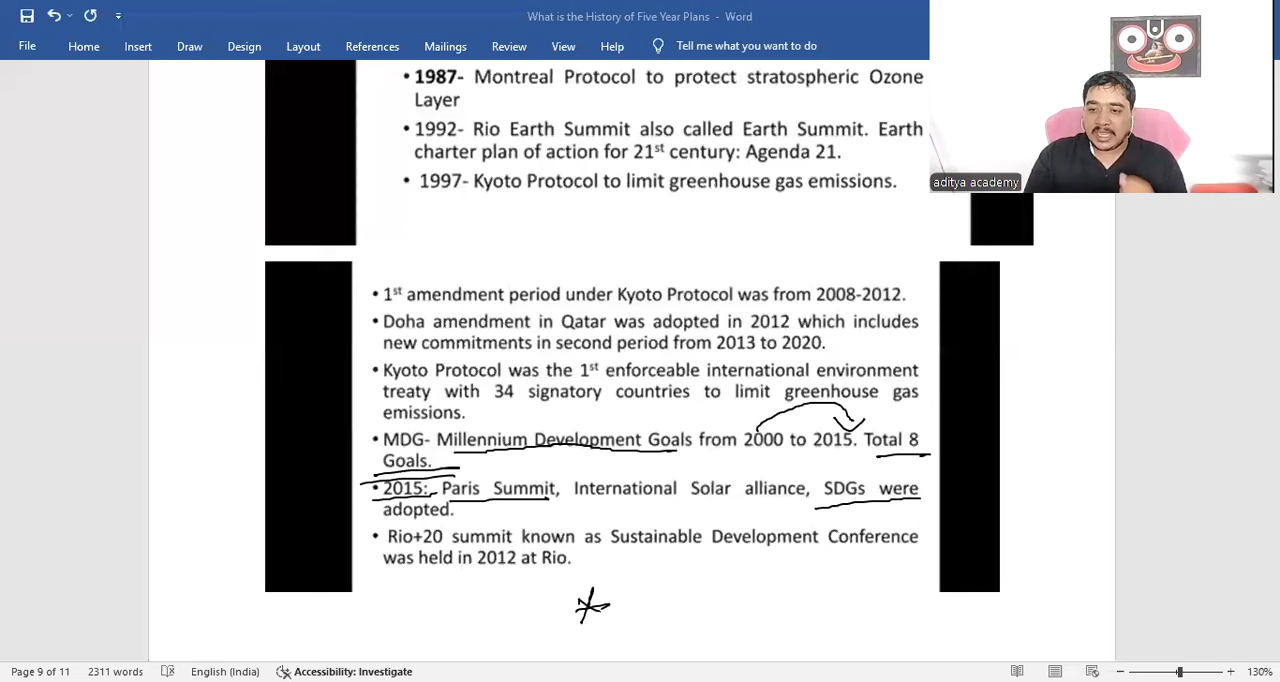 What is the History of Five Year Plans - Word
File Home Insert Draw Design Layout References Mailings Review View Help Tell me what you want to do
• 1987- Montreal Protocol to protect stratospheric Ozone
Layer
• 1992- Rio Earth Summit also called Earth Summit. Earth
charter plan of action for 21st century: Agenda 21.
• 1997- Kyoto Protocol to limit greenhouse gas emissions.
aditya academy
• 1st amendment period under Kyoto Protocol was from 2008-2012.
• Doha amendment in Qatar was adopted in 2012 which includes
new commitments in second period from 2013 to 2020.
• Kyoto Protocol was the 1st enforceable international environment
treaty with 34 signatory countries to limit greenhouse gas
emissions.
• MDG- Millennium Development Goals from 2000 to 2015. Total 8
Goals.
• 2015: Paris Summit, International Solar alliance, SDGs were
adopted.
• Rio+20 summit known as Sustainable Development Conference
was held in 2012 at Rio.
Page 9 of 11 2311 words English (India) Accessibility: Investigate 130%